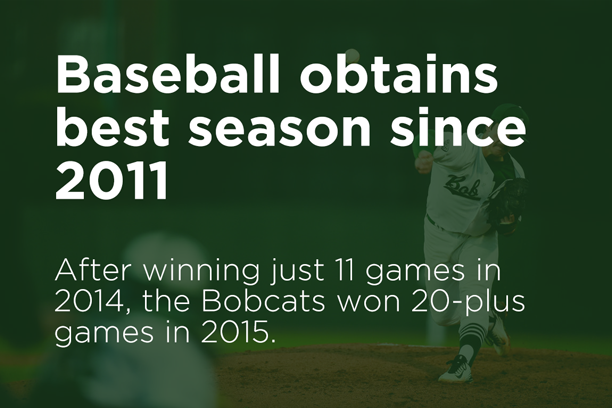 Baseball obtains
best season since
2011
Bob
After winning just 11 games in
2014, the Bobcats won 20-plus
games in 2015.